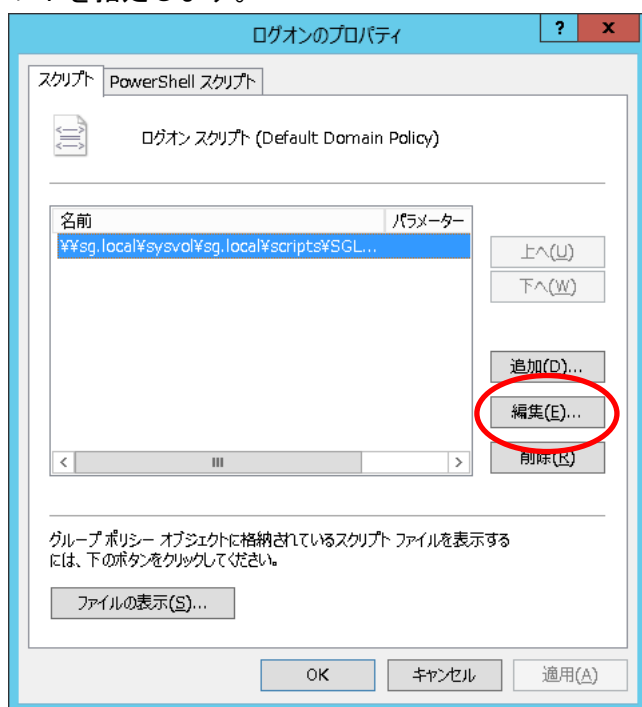 ログオンのプロパティ
?
x
スクリプト
PowerShell スクリプト
ログオン スクリプト (Default Domain Policy)
名前
パラメーター
¥¥sg.local¥sysvol¥sg.local¥scripts¥SGL...
上へ(U)
下へ(W)
追加(D)...
編集(E)...
削除(R)
グループ ポリシー オブジェクトに格納されているスクリプト ファイルを表示する
には、下のボタンをクリックしてください。
ファイルの表示(S)...
OK
キャンセル
適用(A)